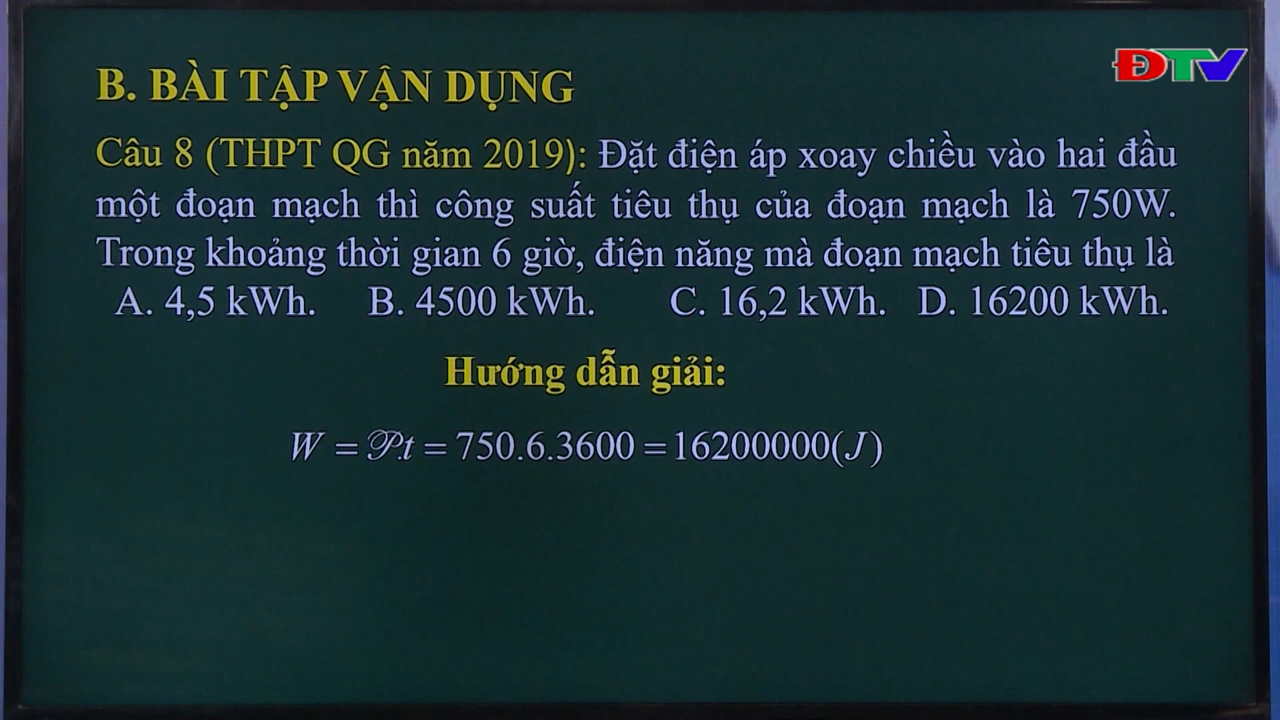 ĐTV
B. BÀI TẬP VẬN DỤNG
Câu 8 (THPT QG năm 2019): Đặt điện áp xoay chiều vào hai đầu
một đoạn mạch thì công suất tiêu thụ của đoạn mạch là 750W.
Trong khoảng thời gian 6 giờ, điện năng mà đoạn mạch tiêu thụ là
A. 4,5 kWh. B. 4500 kWh. C. 16,2 kWh. D. 16200 kWh.
Hướng dẫn giải:
W = 𝒫.t = 750.6.3600 = 16200000(J)